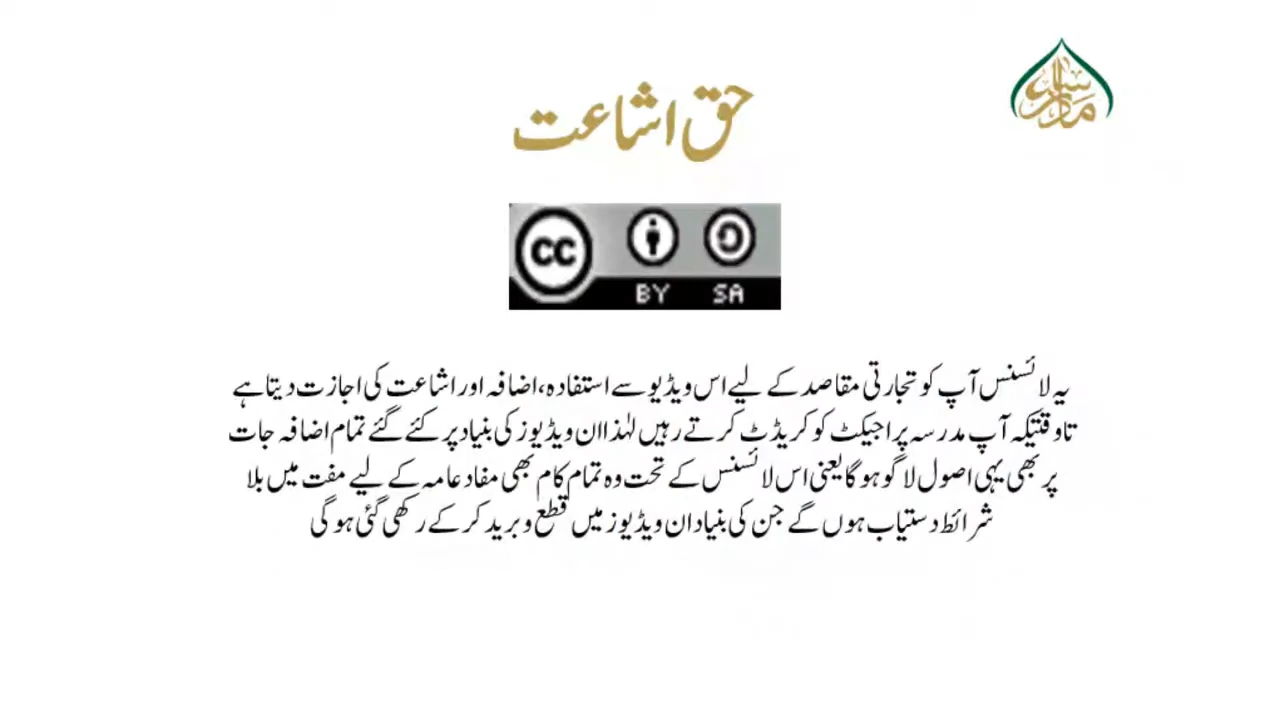 حق اشاعت
cc
BY SA
یہ لائسنس آپ کو تجارتی مقاصد کے لیے اس ویڈیو سے استفادہ، اضافہ اور اشاعت کی اجازت دیتا ہے
تاوقتیکہ آپ مدرسہ پراجیکٹ کو کریڈٹ کرتے رہیں لہٰذا ان ویڈیوز کی بنیاد پر کئے گئے تمام اضافہ جات
پر بھی یہی اصول لاگو ہو گا یعنی اس لائسنس کے تحت وہ تمام کام بھی مفاد عامہ کے لیے مفت میں بلا
شرائط دستیاب ہوں گے جن کی بنیاد ان ویڈیوز میں قطع و برید کر کے رکھی گئی ہو گی